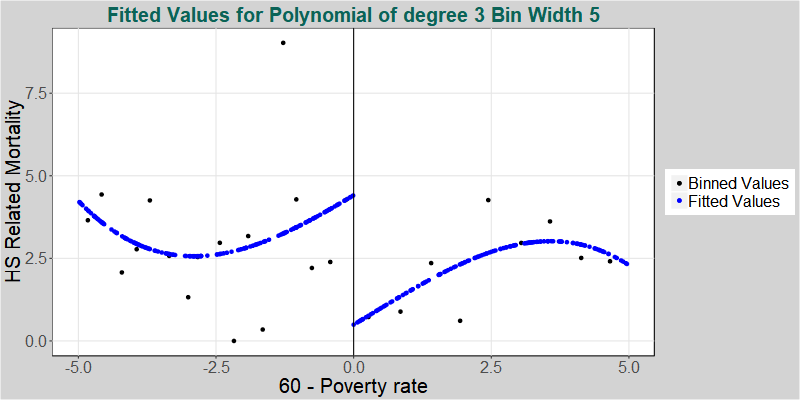 Fitted Values for Polynomial of degree 3 Bin Width 5
HS Related Mortality
7.5
5.0
2.5
0.0
-5.0
-2.5
0.0
2.5
5.0
60 - Poverty rate
Binned Values
Fitted Values